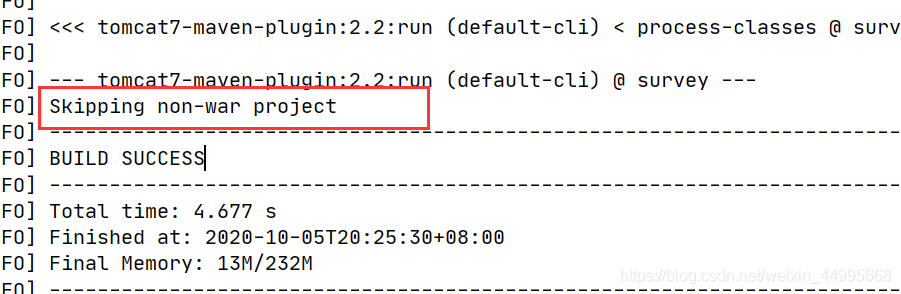 FO]
FO] <<< tomcat7-maven-plugin:2.2:run (default-cli) < process-classes @ surv
FO]
FO] --- tomcat7-maven-plugin:2.2:run (default-cli) @ survey ---
FO] Skipping non-war project
FO] ------------------------------------------------------------------------
FO] BUILD SUCCESS
FO] ------------------------------------------------------------------------
FO] Total time: 4.677 s
FO] Finished at: 2020-10-05T20:25:30+08:00
FO] Final Memory: 13M/232M
FO] ------------------------------------------------------------------------
https://blog.csdn.net/weixin_44995668